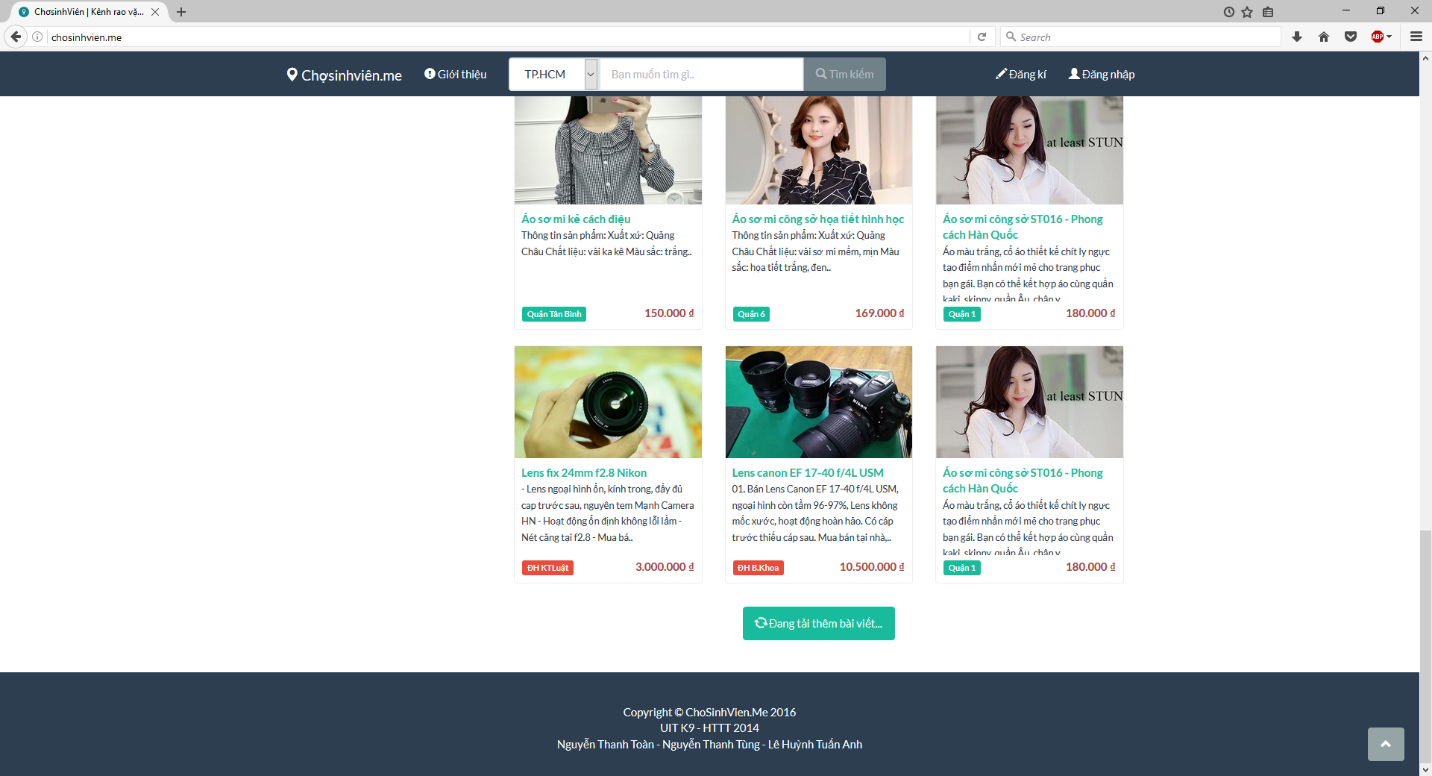 ChợsinhViên | Kênh rao vặ...
chosinhvien.me
Search
ABP
Chợsinhviên.me
Giới thiệu
TP.HCM
Bạn muốn tìm gì..
Tìm kiếm
Đăng kí
Đăng nhập
at least STUN
Áo sơ mi kẻ cách điệu
Thông tin sản phẩm: Xuất xứ: Quảng
Châu Chất liệu: vải ka kê Màu sắc: trắng..
Quận Tân Bình
150.000 đ
Áo sơ mi công sở họa tiết hình học
Thông tin sản phẩm: Xuất xứ: Quảng
Châu Chất liệu: vải sơ mi mềm, mịn Màu
sắc: họa tiết trắng, đen..
Quận 6
169.000 đ
Áo sơ mi công sở ST016 - Phong
cách Hàn Quốc
Áo màu trắng, cổ áo thiết kế chít ly ngực
tạo điểm nhấn mới mẻ cho trang phục
bạn gái. Bạn có thể kết hợp áo cùng quần
kaki, skinny, quần Âu, chân v
Quận 1
180.000 đ
Lens fix 24mm f2.8 Nikon
- Lens ngoại hình ổn, kính trong, đầy đủ
cap trước sau, nguyên tem Mạnh Camera
HN - Hoạt động ổn định không lỗi lầm -
Nét căng tại f2.8 - Mua bá..
ĐH KTLuật
3.000.000 đ
Nikon
Lens canon EF 17-40 f/4L USM
01. Bán Lens Canon EF 17-40 f/4L USM,
ngoại hình còn tầm 96-97%, Lens không
mốc xước, hoạt động hoàn hảo. Có cáp
trước thiếu cáp sau. Mua bán tại nhà,..
ĐH B.Khoa
10.500.000 đ
at least STUN
Áo sơ mi công sở ST016 - Phong
cách Hàn Quốc
Áo màu trắng, cổ áo thiết kế chít ly ngực
tạo điểm nhấn mới mẻ cho trang phục
bạn gái. Bạn có thể kết hợp áo cùng quần
kaki, skinny, quần Âu, chân v
Quận 1
180.000 đ
Đang tải thêm bài viết...
Copyright © ChoSinhVien.Me 2016
UIT K9 - HTTT 2014
Nguyễn Thanh Toàn - Nguyễn Thanh Tùng - Lê Huỳnh Tuấn Anh